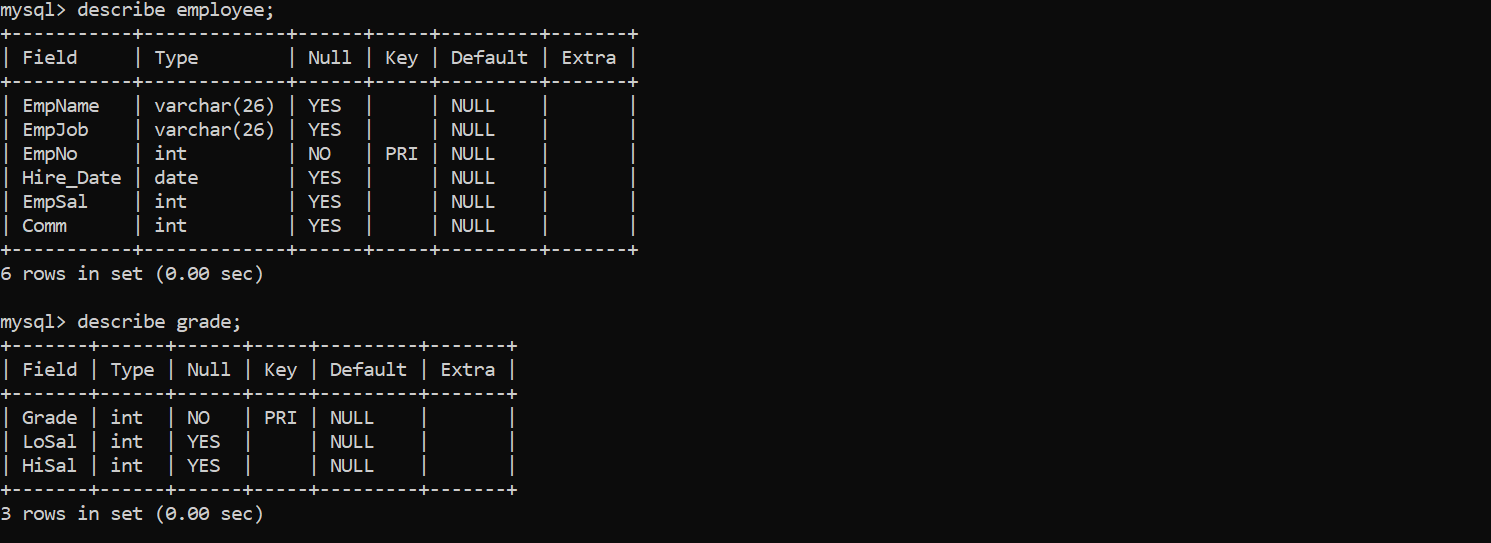 mysql> describe employee;
+-----------+-------------+------+-----+---------+-------+
| Field     | Type        | Null | Key | Default | Extra |
+-----------+-------------+------+-----+---------+-------+
| EmpName   | varchar(26) | YES  |     | NULL    |       |
| EmpJob    | varchar(26) | YES  |     | NULL    |       |
| EmpNo     | int         | NO   | PRI | NULL    |       |
| Hire_Date | date        | YES  |     | NULL    |       |
| EmpSal    | int         | YES  |     | NULL    |       |
| Comm      | int         | YES  |     | NULL    |       |
+-----------+-------------+------+-----+---------+-------+
6 rows in set (0.00 sec)

mysql> describe grade;
+-------+------+------+-----+---------+-------+
| Field | Type | Null | Key | Default | Extra |
+-------+------+------+-----+---------+-------+
| Grade | int  | NO   | PRI | NULL    |       |
| LoSal | int  | YES  |     | NULL    |       |
| HiSal | int  | YES  |     | NULL    |       |
+-------+------+------+-----+---------+-------+
3 rows in set (0.00 sec)